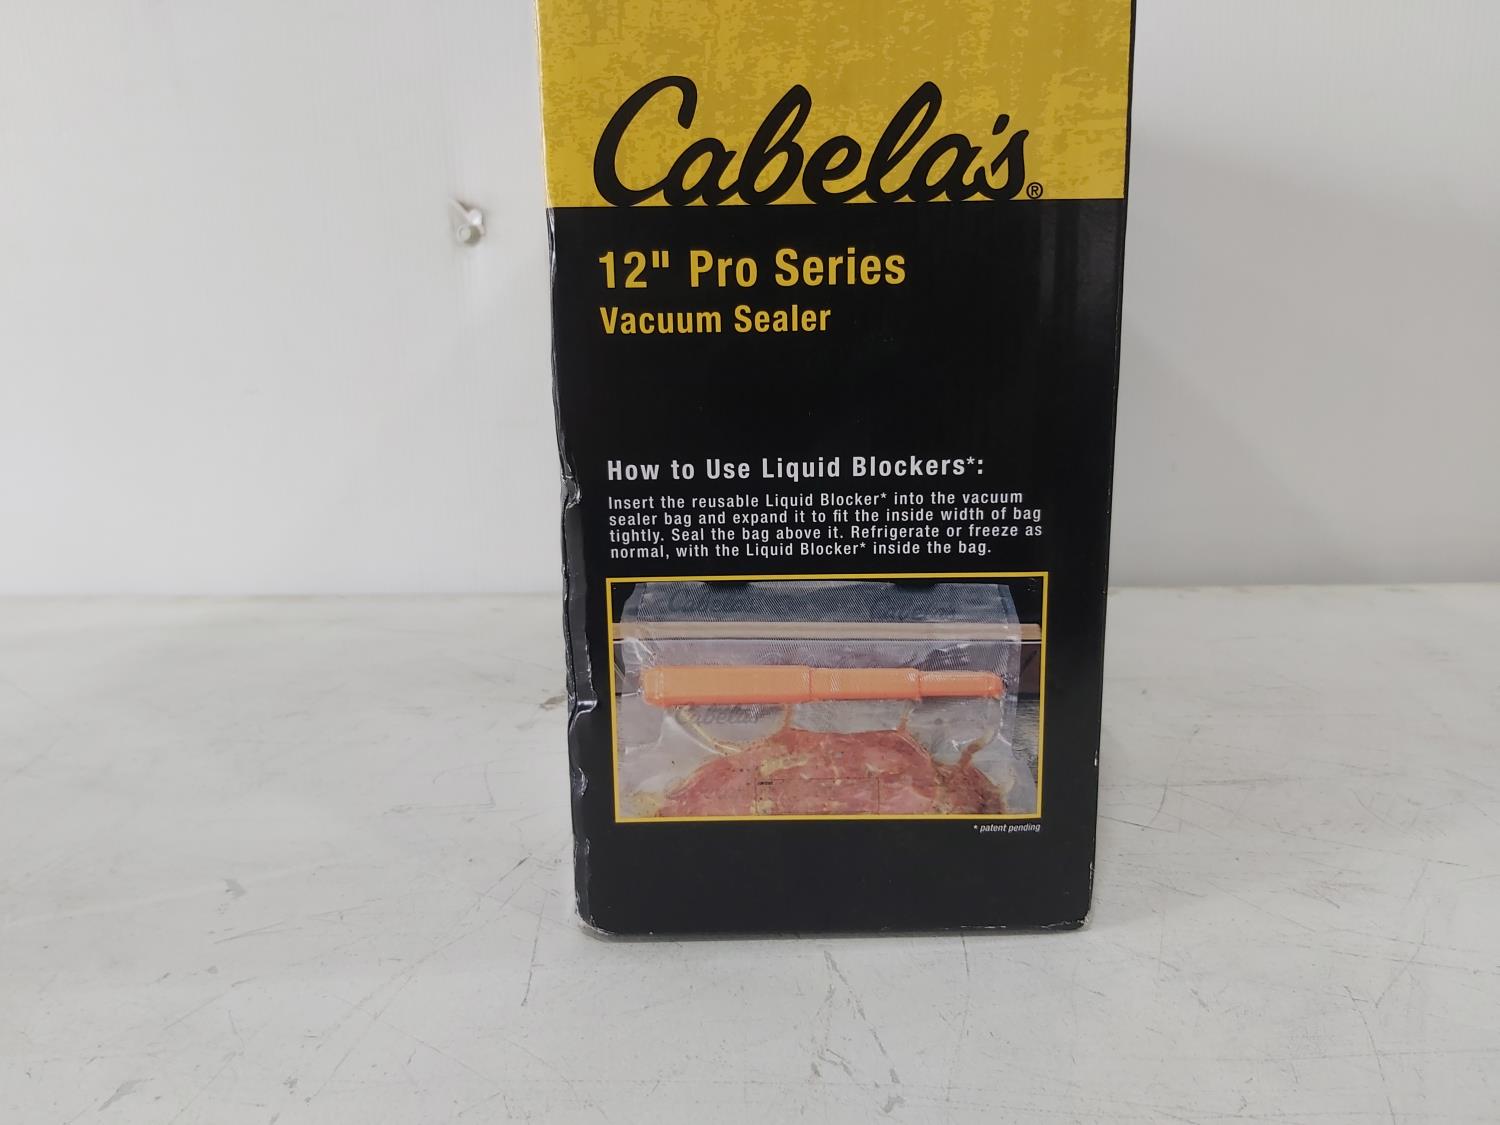 Cabela's®
12" Pro Series
Vacuum Sealer
How to Use Liquid Blockers*:
Insert the reusable Liquid Blocker* into the vacuum
sealer bag and expand it to fit the inside width of bag
tightly. Seal the bag above it. Refrigerate or freeze as
normal, with the Liquid Blocker* inside the bag.
Cabela's Cabela's
Cabela's
* patent pending